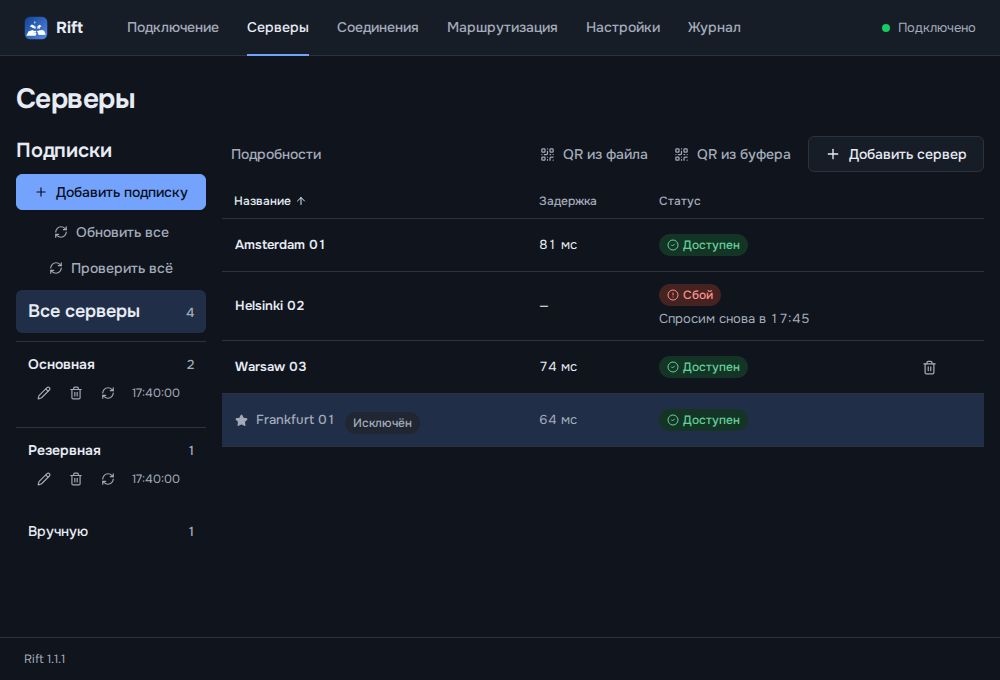 Rift
Подключение
Серверы
Соединения
Маршрутизация
Настройки
Журнал
Подключено
Серверы
Подписки
Добавить подписку
Обновить все
Проверить всё
Все серверы 4
Основная 2
17:40:00
Резервная 1
17:40:00
Вручную 1
Подробности
QR из файла
QR из буфера
Добавить сервер
Название Задержка Статус
Amsterdam 01 81 мс Доступен
Helsinki 02 — Сбой
Спросим снова в 17:45
Warsaw 03 74 мс Доступен
Frankfurt 01 Исключён 64 мс Доступен
Rift 1.1.1